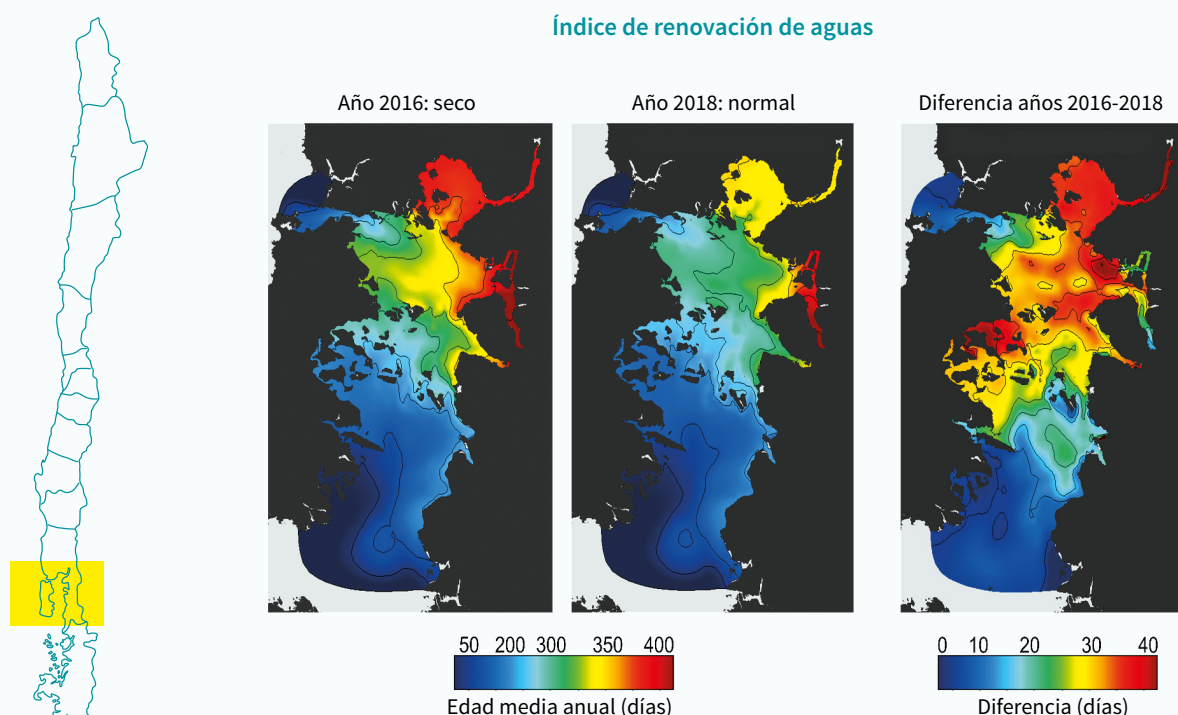 Índice de renovación de aguas
Año 2016: seco
Año 2018: normal
Diferencia años 2016-2018
50 200 300 350 400
Edad media anual (días)
0 10 20 30 40
Diferencia (días)